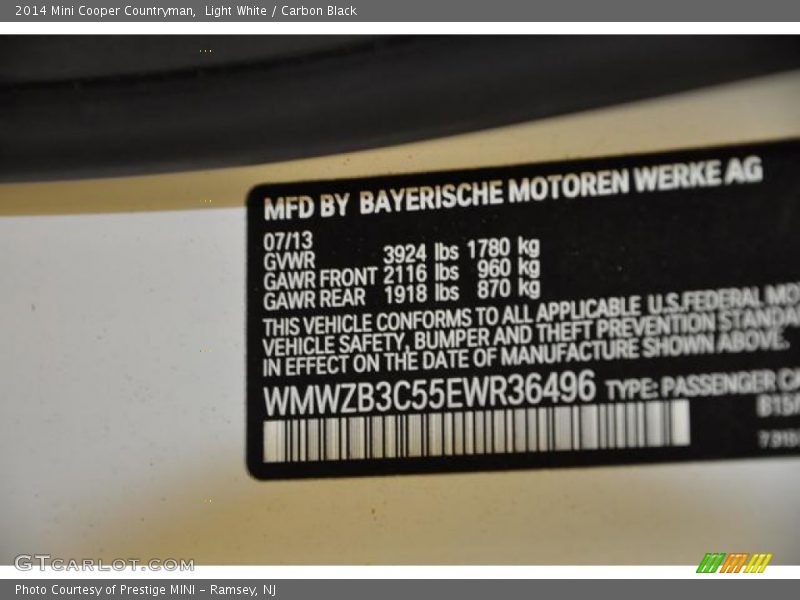 2014 Mini Cooper Countryman,  Light White / Carbon Black
MFD BY BAYERISCHE MOTOREN WERKE AG
07/13
GVWR 3924 lbs 1780 kg
GAWR FRONT 2116 lbs 960 kg
GAWR REAR 1918 lbs 870 kg
THIS VEHICLE CONFORMS TO ALL APPLICABLE U.S.FEDERAL MO
VEHICLE SAFETY, BUMPER AND THEFT PREVENTION STANDA
IN EFFECT ON THE DATE OF MANUFACTURE SHOWN ABOVE.
WMWZB3C55EWR36496 TYPE: PASSENGER CA
GTCARLOT.COM
Photo Courtesy of Prestige MINI - Ramsey, NJ